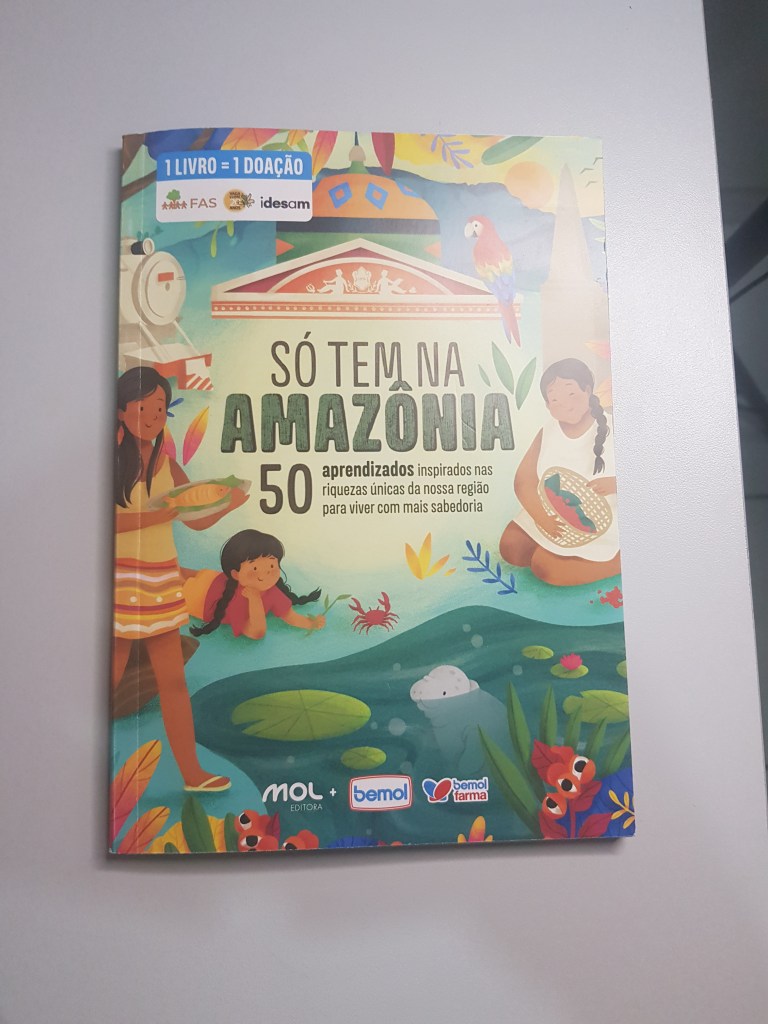 1 LIVRO = 1 DOAÇÃO
FAS
idesam
SÓ TEM NA
AMAZÔNIA
50 aprendizados inspirados nas
riquezas únicas da nossa região
para viver com mais sabedoria
MOL + bemol bemol
EDITORA farma